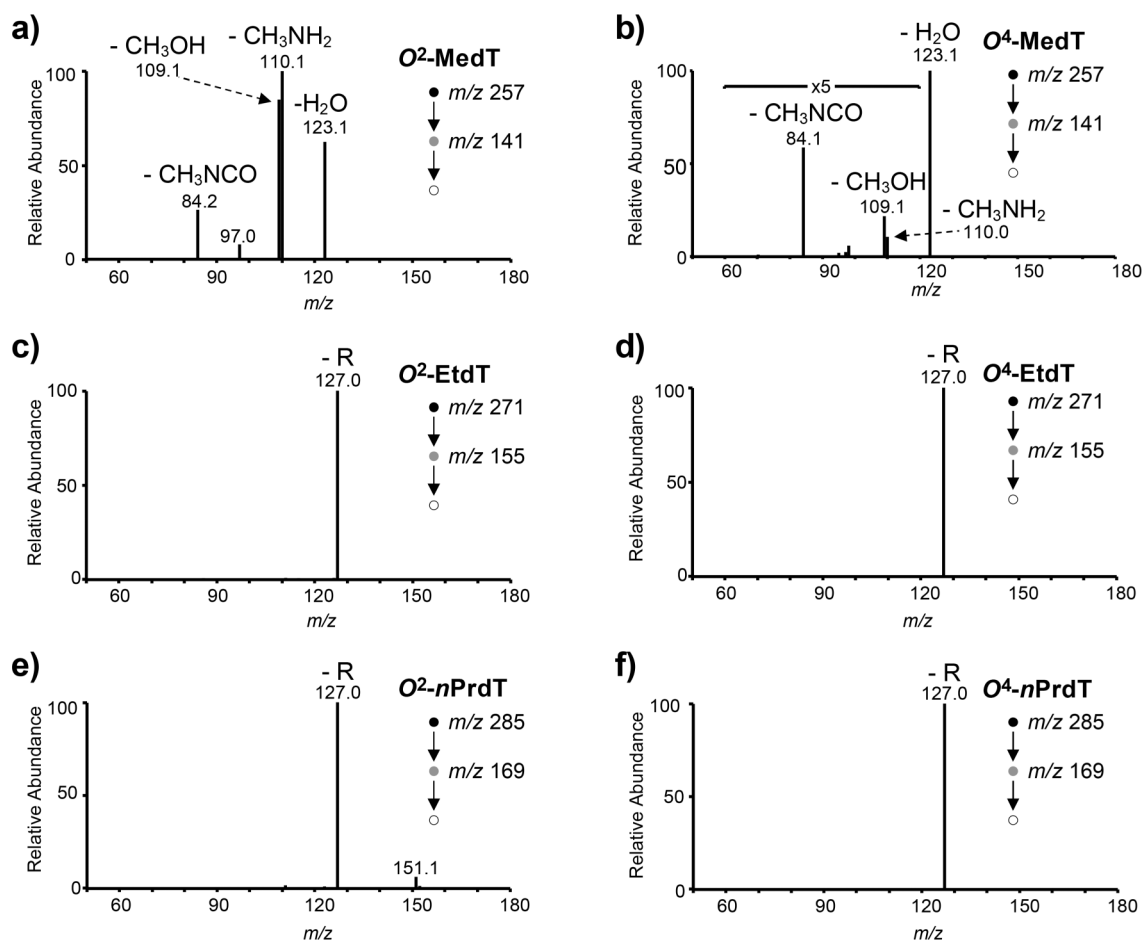 a)
- CH₃OH
109.1
- CH₃NH₂
110.1
-H₂O
123.1
- CH₃NCO
84.2
97.0
O²-MedT
m/z 257
m/z 141
Relative Abundance
100
50
0
60
90
120
150
180
m/z
b)
- H₂O
123.1
x5
- CH₃NCO
84.1
- CH₃OH
109.1
- CH₃NH₂
110.0
O⁴-MedT
m/z 257
m/z 141
Relative Abundance
100
50
0
60
90
120
150
180
m/z
c)
- R
127.0
O²-EtdT
m/z 271
m/z 155
Relative Abundance
100
50
0
60
90
120
150
180
m/z
d)
- R
127.0
O⁴-EtdT
m/z 271
m/z 155
Relative Abundance
100
50
0
60
90
120
150
180
m/z
e)
- R
127.0
151.1
O²-nPrdT
m/z 285
m/z 169
Relative Abundance
100
50
0
60
90
120
150
180
m/z
f)
- R
127.0
O⁴-nPrdT
m/z 285
m/z 169
Relative Abundance
100
50
0
60
90
120
150
180
m/z